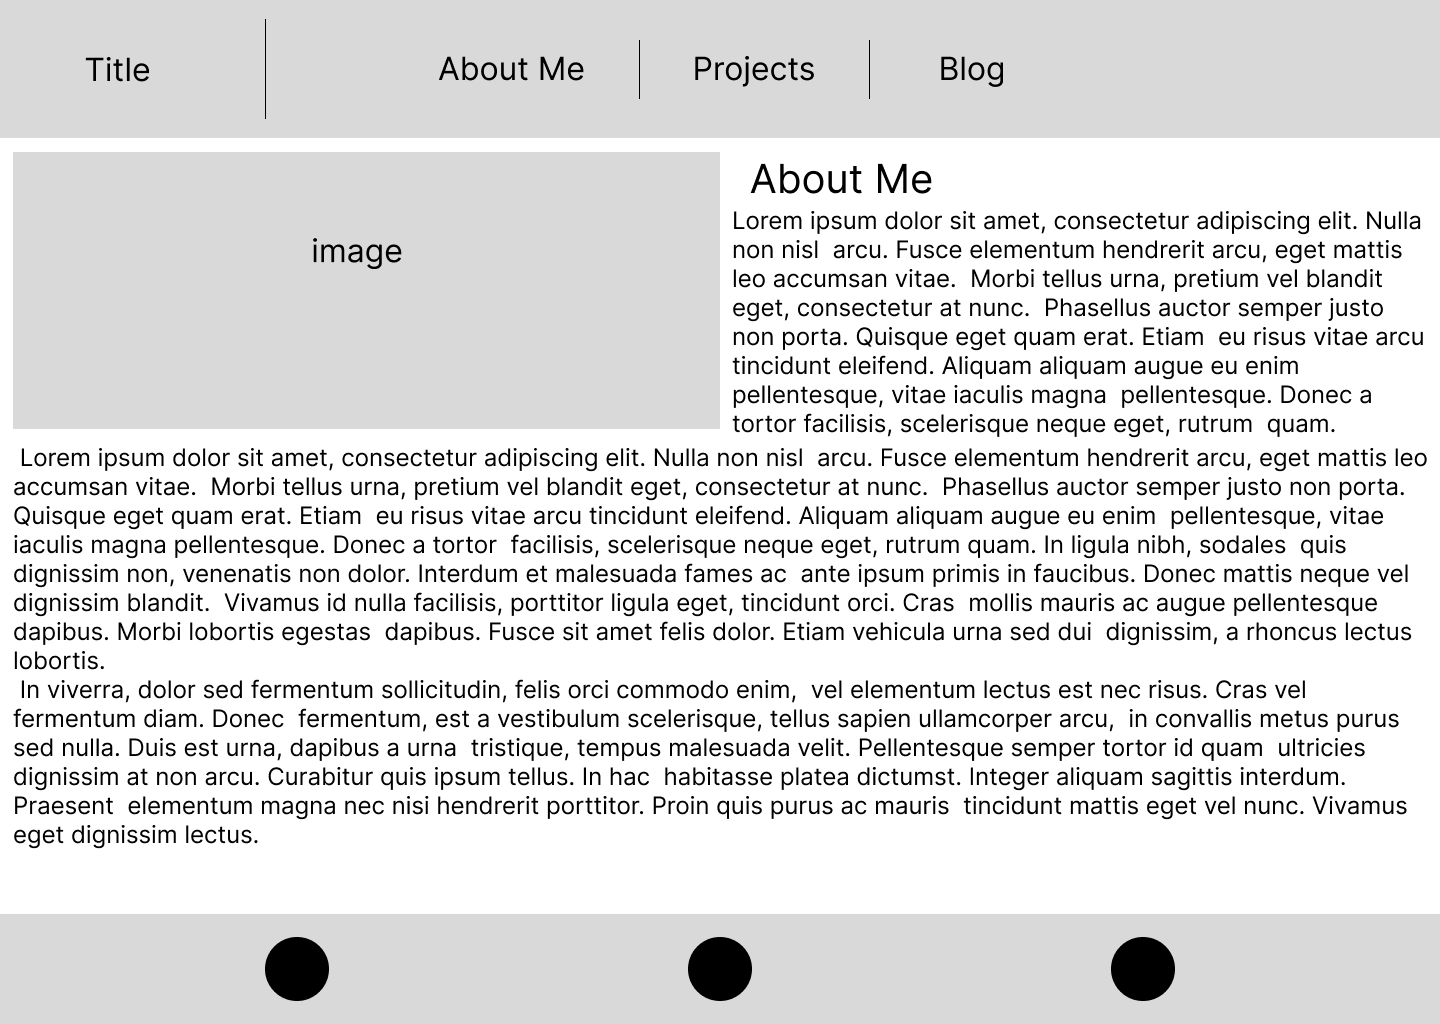 Title
About Me
Projects
Blog
image
About Me
Lorem ipsum dolor sit amet, consectetur adipiscing elit. Nulla
non nisl  arcu. Fusce elementum hendrerit arcu, eget mattis
leo accumsan vitae.  Morbi tellus urna, pretium vel blandit
eget, consectetur at nunc.  Phasellus auctor semper justo
non porta. Quisque eget quam erat. Etiam  eu risus vitae arcu
tincidunt eleifend. Aliquam aliquam augue eu enim
pellentesque, vitae iaculis magna  pellentesque. Donec a
tortor facilisis, scelerisque neque eget, rutrum  quam.
Lorem ipsum dolor sit amet, consectetur adipiscing elit. Nulla non nisl  arcu. Fusce elementum hendrerit arcu, eget mattis leo
accumsan vitae.  Morbi tellus urna, pretium vel blandit eget, consectetur at nunc.  Phasellus auctor semper justo non porta.
Quisque eget quam erat. Etiam  eu risus vitae arcu tincidunt eleifend. Aliquam aliquam augue eu enim  pellentesque, vitae
iaculis magna pellentesque. Donec a tortor  facilisis, scelerisque neque eget, rutrum quam. In ligula nibh, sodales  quis
dignissim non, venenatis non dolor. Interdum et malesuada fames ac  ante ipsum primis in faucibus. Donec mattis neque vel
dignissim blandit.  Vivamus id nulla facilisis, porttitor ligula eget, tincidunt orci. Cras  mollis mauris ac augue pellentesque
dapibus. Morbi lobortis egestas  dapibus. Fusce sit amet felis dolor. Etiam vehicula urna sed dui  dignissim, a rhoncus lectus
lobortis.
In viverra, dolor sed fermentum sollicitudin, felis orci commodo enim,  vel elementum lectus est nec risus. Cras vel
fermentum diam. Donec  fermentum, est a vestibulum scelerisque, tellus sapien ullamcorper arcu,  in convallis metus purus
sed nulla. Duis est urna, dapibus a urna  tristique, tempus malesuada velit. Pellentesque semper tortor id quam  ultricies
dignissim at non arcu. Curabitur quis ipsum tellus. In hac  habitasse platea dictumst. Integer aliquam sagittis interdum.
Praesent  elementum magna nec nisi hendrerit porttitor. Proin quis purus ac mauris  tincidunt mattis eget vel nunc. Vivamus
eget dignissim lectus.